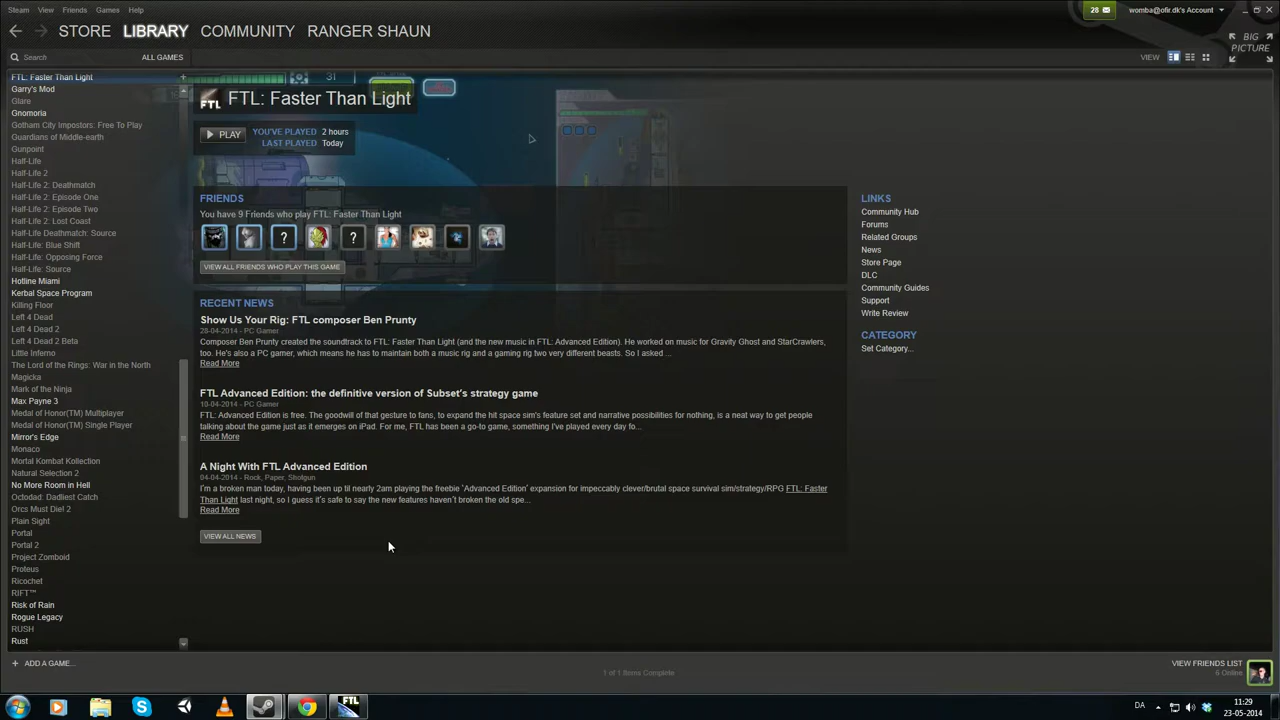 Steam View Friends Games Help
28 womba@ofir.dk's Account
STORE LIBRARY COMMUNITY RANGER SHAUN
BIG PICTURE
Search ALL GAMES VIEW
FTL: Faster Than Light
Garry's Mod
Glare
Gnomoria
Gotham City Impostors: Free To Play
Guardians of Middle-earth
Gunpoint
Half-Life
Half-Life 2
Half-Life 2: Deathmatch
Half-Life 2: Episode One
Half-Life 2: Episode Two
Half-Life 2: Lost Coast
Half-Life Deathmatch: Source
Half-Life: Blue Shift
Half-Life: Opposing Force
Half-Life: Source
Hotline Miami
Kerbal Space Program
Killing Floor
Left 4 Dead
Left 4 Dead 2
Left 4 Dead 2 Beta
Little Inferno
The Lord of the Rings: War in the North
Magicka
Mark of the Ninja
Max Payne 3
Medal of Honor(TM) Multiplayer
Medal of Honor(TM) Single Player
Mirror's Edge
Monaco
Mortal Kombat Kollection
Natural Selection 2
No More Room in Hell
Octodad: Dadliest Catch
Orcs Must Die! 2
Plain Sight
Portal
Portal 2
Project Zomboid
Proteus
Ricochet
RIFT™
Risk of Rain
Rogue Legacy
RUSH
Rust
31
FTL FTL: Faster Than Light
PLAY YOU'VE PLAYED 2 hours
LAST PLAYED Today
FRIENDS
You have 9 Friends who play FTL: Faster Than Light
? ?
VIEW ALL FRIENDS WHO PLAY THIS GAME
RECENT NEWS
Show Us Your Rig: FTL composer Ben Prunty
28-04-2014 - PC Gamer
Composer Ben Prunty created the soundtrack to FTL: Faster Than Light (and the new music in FTL: Advanced Edition). He worked on music for Gravity Ghost and StarCrawlers,
too. He's also a PC gamer, which means he has to maintain both a music rig and a gaming rig two very different beasts. So I asked ...
Read More
FTL Advanced Edition: the definitive version of Subset's strategy game
10-04-2014 - PC Gamer
FTL: Advanced Edition is free. The goodwill of that gesture to fans, to expand the hit space sim's feature set and narrative possibilities for nothing, is a neat way to get people
talking about the game just as it emerges on iPad. For me, FTL has been a go-to game, something I've played every day fo...
Read More
A Night With FTL Advanced Edition
04-04-2014 - Rock, Paper, Shotgun
I'm a broken man today, having been up til nearly 2am playing the freebie 'Advanced Edition' expansion for impeccably clever/brutal space survival sim/strategy/RPG FTL: Faster
Than Light last night, so I guess it's safe to say the new features haven't broken the old spe...
Read More
VIEW ALL NEWS
LINKS
Community Hub
Forums
Related Groups
News
Store Page
DLC
Community Guides
Support
Write Review
CATEGORY
Set Category...
+ ADD A GAME...
1 of 1 Items Complete
VIEW FRIENDS LIST
6 Online
FTL
DA
11:29
23-05-2014